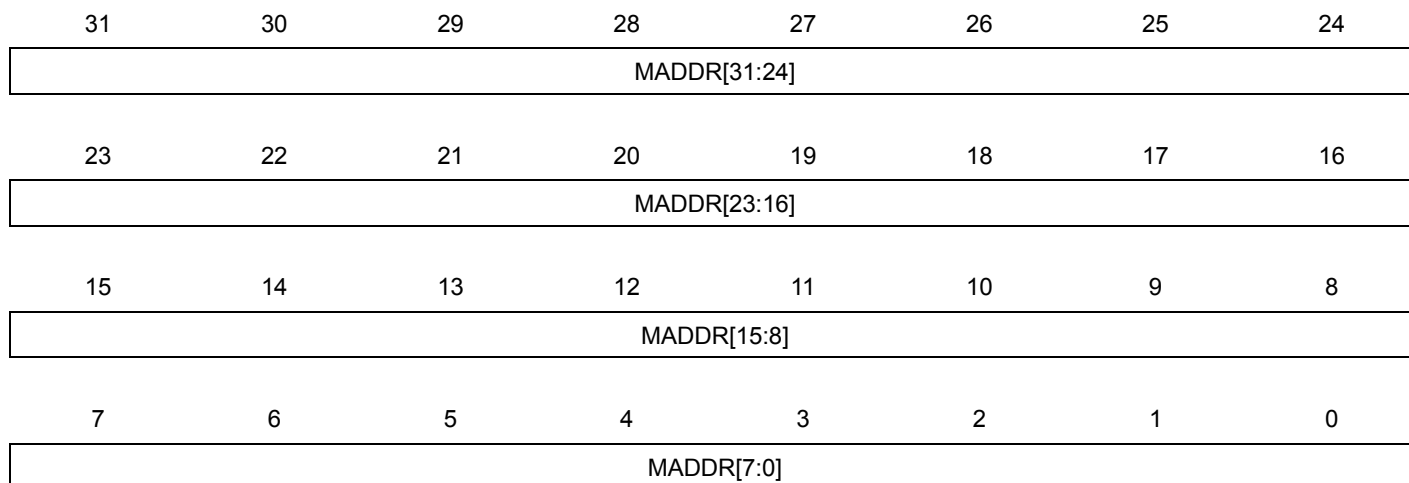 31 30 29 28 27 26 25 24
MADDR[31:24]
23 22 21 20 19 18 17 16
MADDR[23:16]
15 14 13 12 11 10 9 8
MADDR[15:8]
7 6 5 4 3 2 1 0
MADDR[7:0]